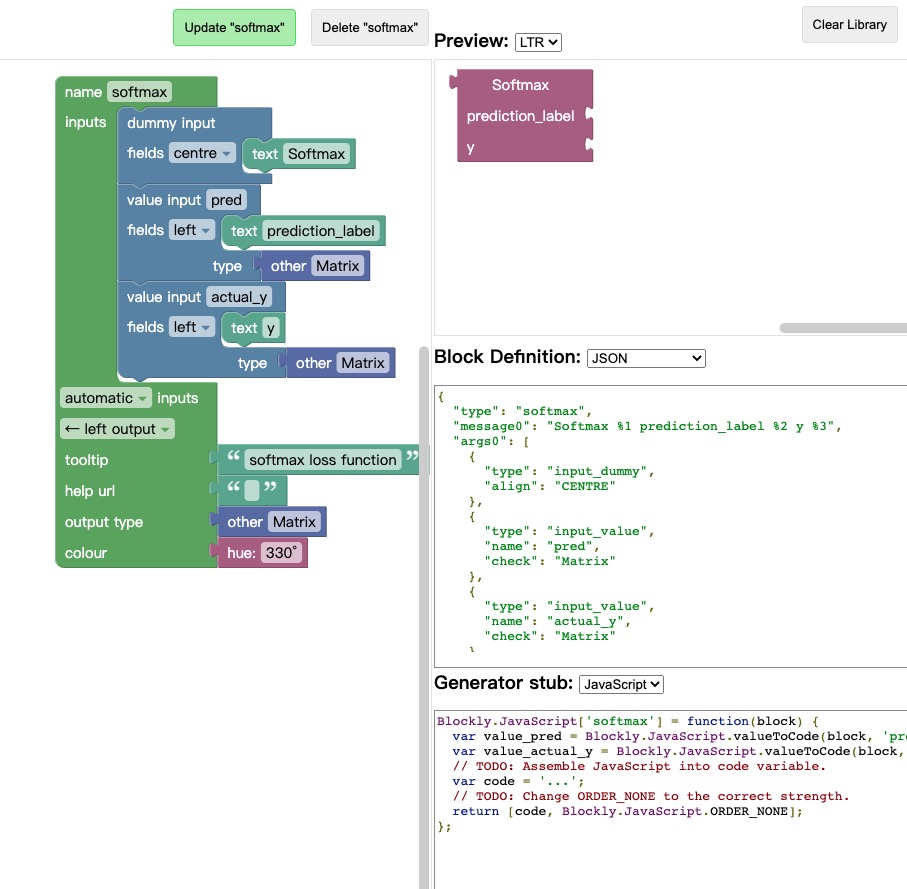 Update "softmax"
Delete "softmax"
Clear Library
name softmax
inputs
dummy input
fields centre text Softmax
value input pred
fields left text prediction_label
type other Matrix
value input actual_y
fields left text y
type other Matrix
automatic inputs
← left output
tooltip “ softmax loss function ”
help url “ ”
output type other Matrix
colour hue: 330°
Preview: LTR
Softmax
prediction_label
y
Block Definition: JSON
{
"type": "softmax",
"message0": "Softmax %1 prediction_label %2 y %3",
"args0": [
{
"type": "input_dummy",
"align": "CENTRE"
},
{
"type": "input_value",
"name": "pred",
"check": "Matrix"
},
{
"type": "input_value",
"name": "actual_y",
"check": "Matrix"
}
Generator stub: JavaScript
Blockly.JavaScript['softmax'] = function(block) {
var value_pred = Blockly.JavaScript.valueToCode(block, 'pr
var value_actual_y = Blockly.JavaScript.valueToCode(block,
// TODO: Assemble JavaScript into code variable.
var code = '...';
// TODO: Change ORDER_NONE to the correct strength.
return [code, Blockly.JavaScript.ORDER_NONE];
};